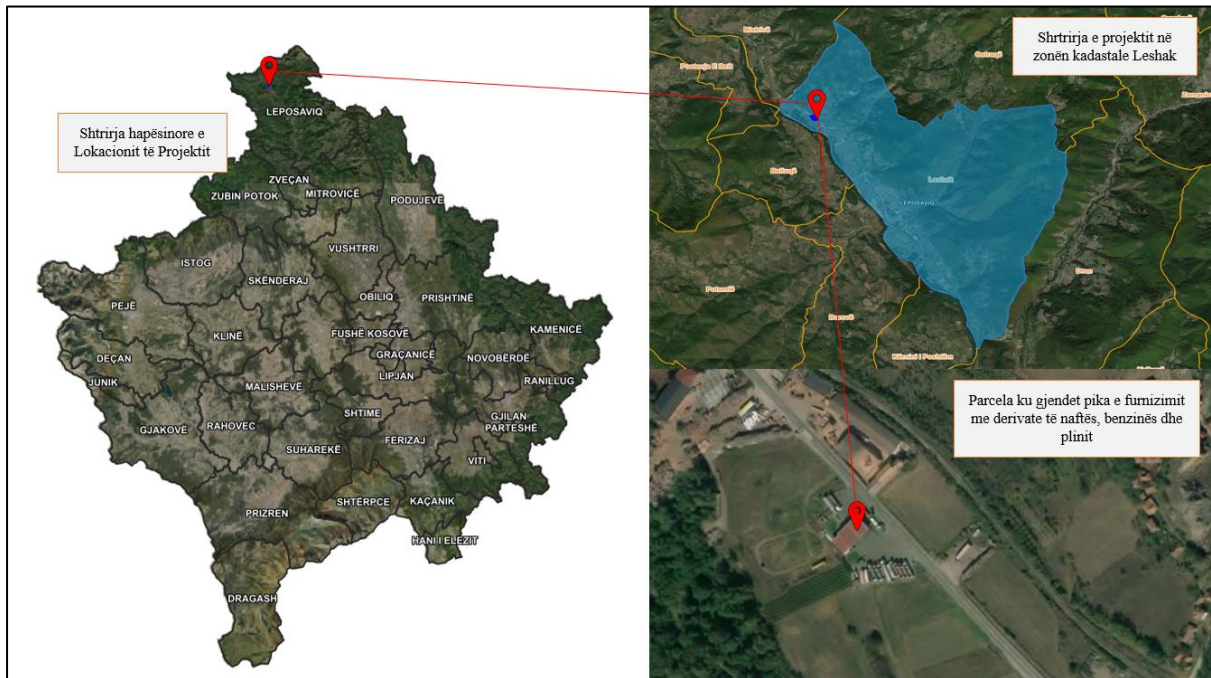 Shtrirja hapësinore e
Lokacionit të Projektit
LEPOSAVIQ
ZVEÇAN
ZUBIN POTOK
MITROVICË
PODUJEVË
VUSHTRRI
ISTOG
SKËNDERAJ
OBILIQ
PRISHTINË
PEJË
KLINË
FUSHË KOSOVË
KAMENICË
GRAÇANICË
NOVOBËRDË
DEÇAN
LIPJAN
JUNIK
MALISHEVË
RANILLUG
SHTIME
GJILAN
PARTESHË
GJAKOVË
RAHOVEC
FERIZAJ
SUHAREKË
VITI
SHTËRPCE
KAÇANIK
PRIZREN
HANI I ELEZIT
DRAGASH
Shrtrirja e projektit në
zonën kadastale Leshak
Leshak
LEPOSAVIQ
Dren
Parcela ku gjendet pika e furnizimit
me derivate të naftës, benzinës dhe
plinit